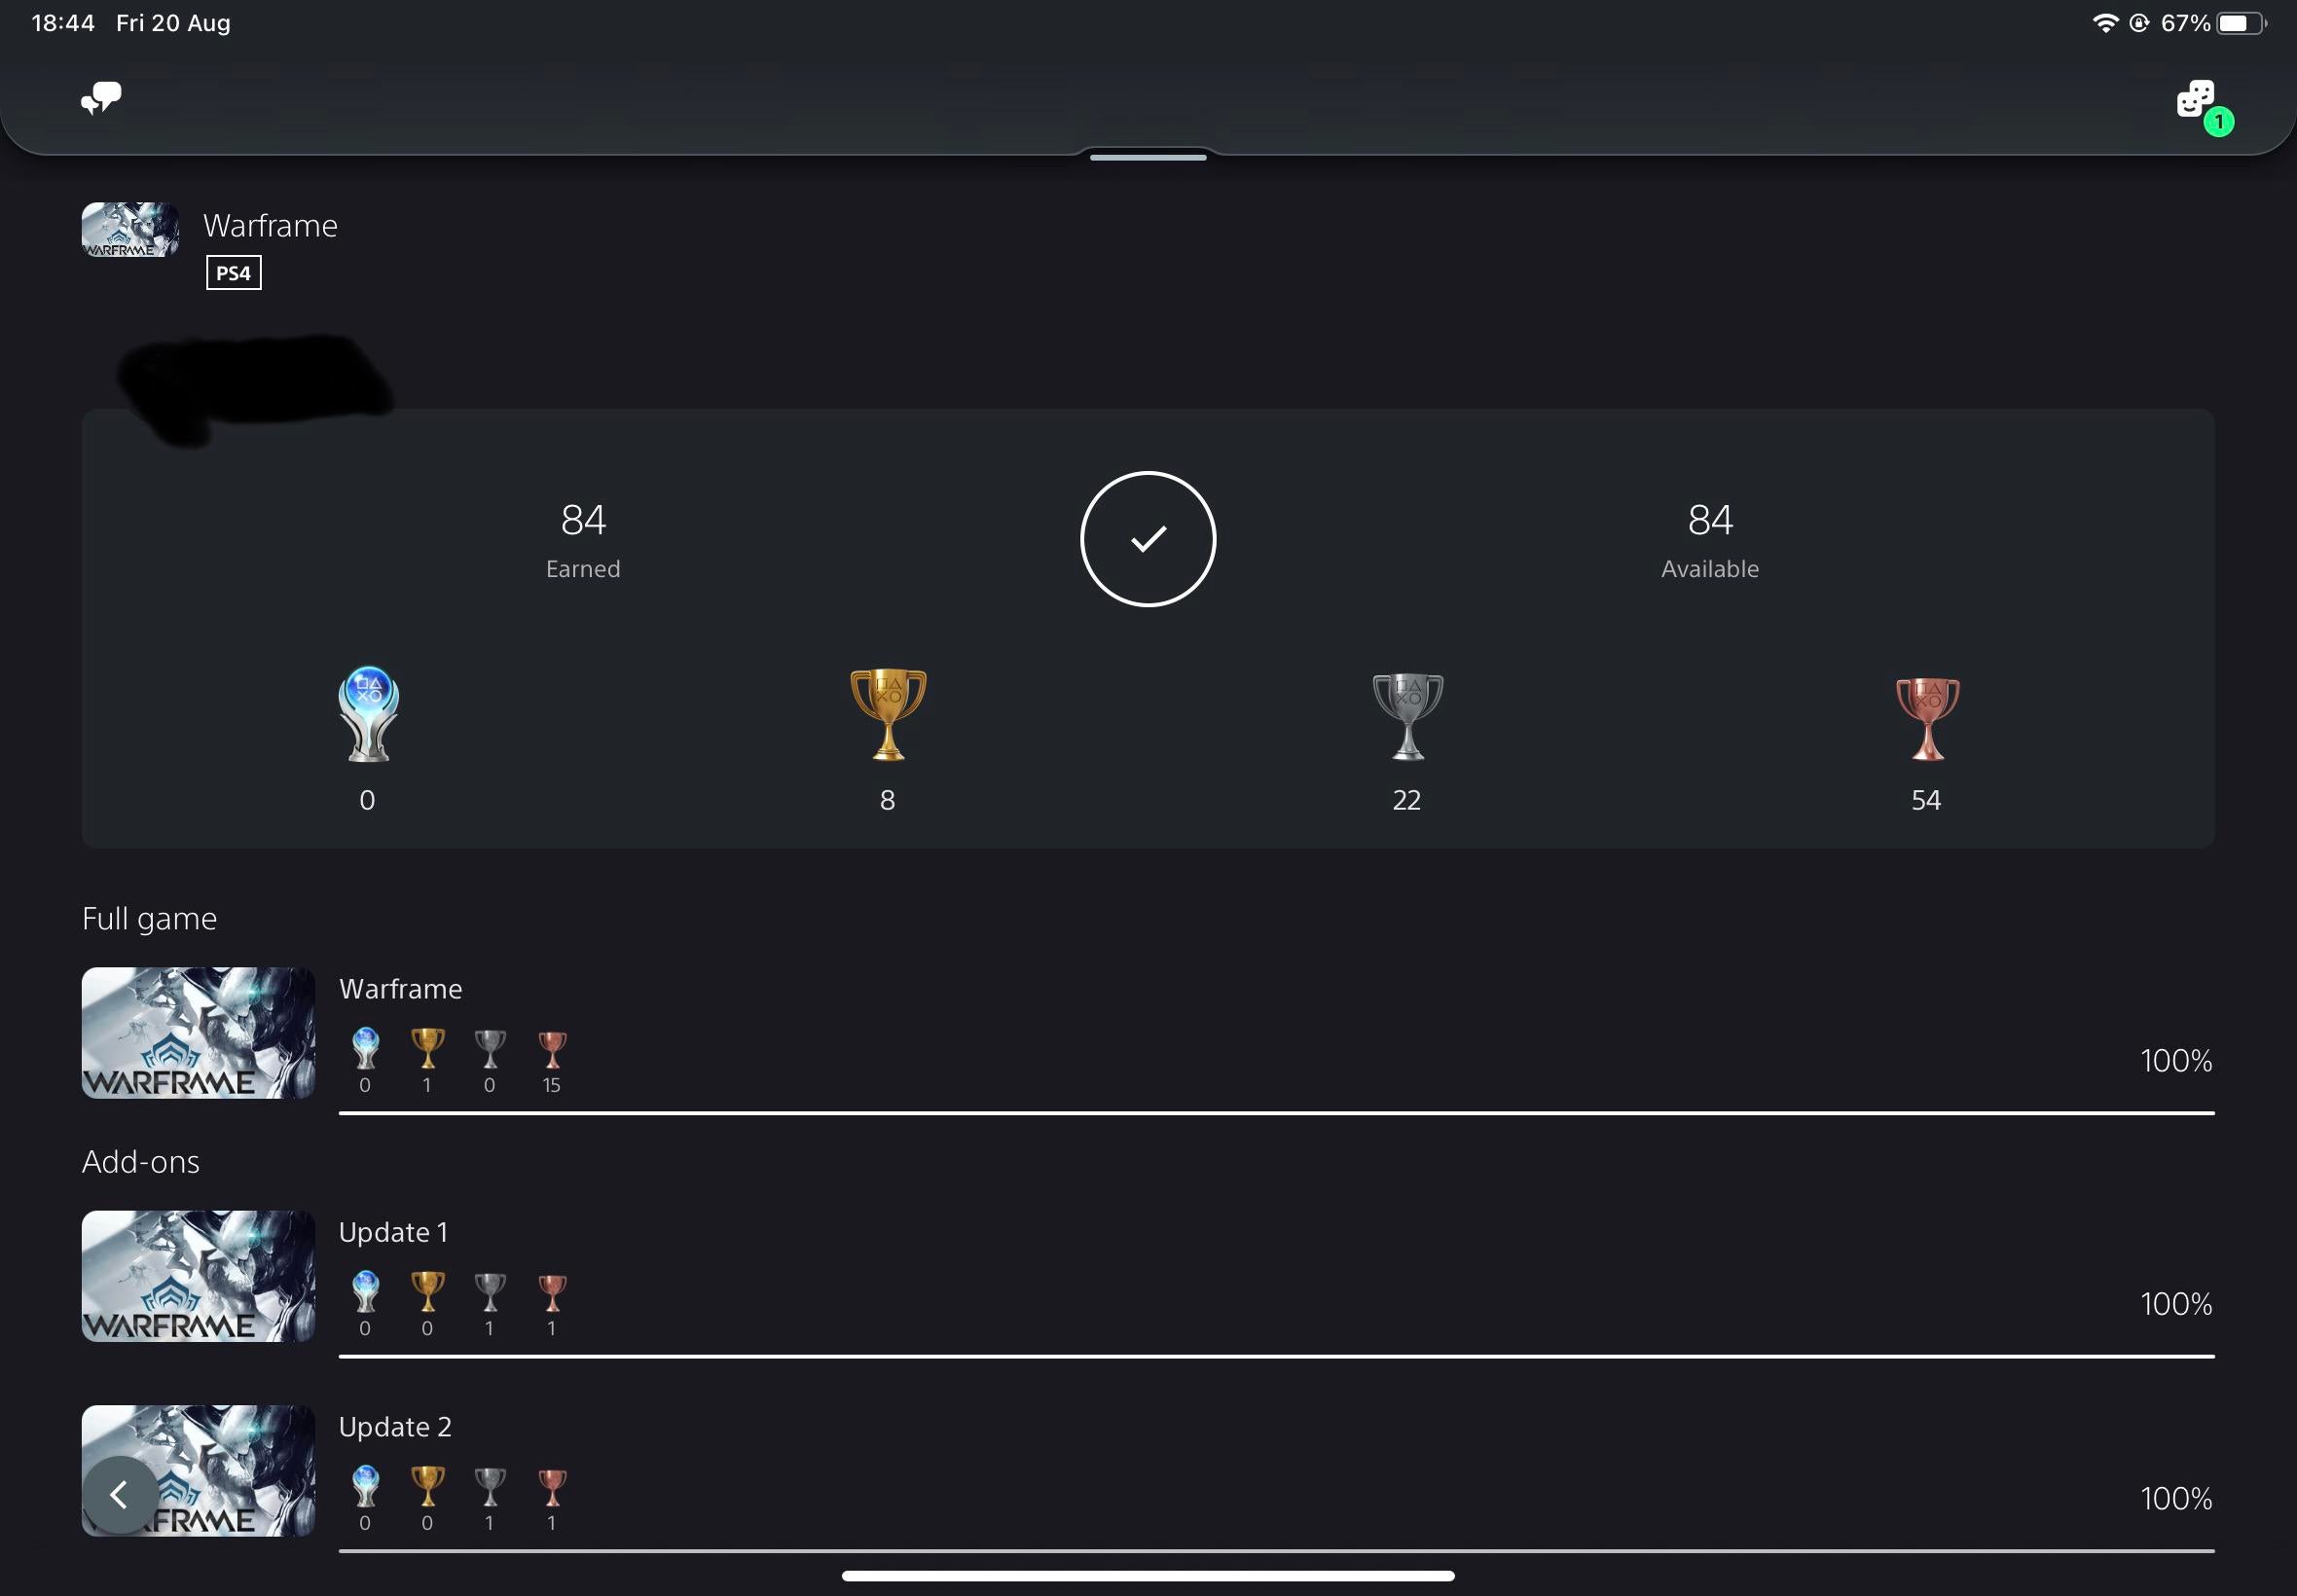 18:44 Fri 20 Aug 67%
1
WARFRAME
Warframe
PS4
84 84
Earned Available
0 8 22 54
Full game
WARFRAME
Warframe
0 1 0 15
100%
Add-ons
WARFRAME
Update 1
0 0 1 1
100%
FRAME
Update 2
0 0 1 1
100%